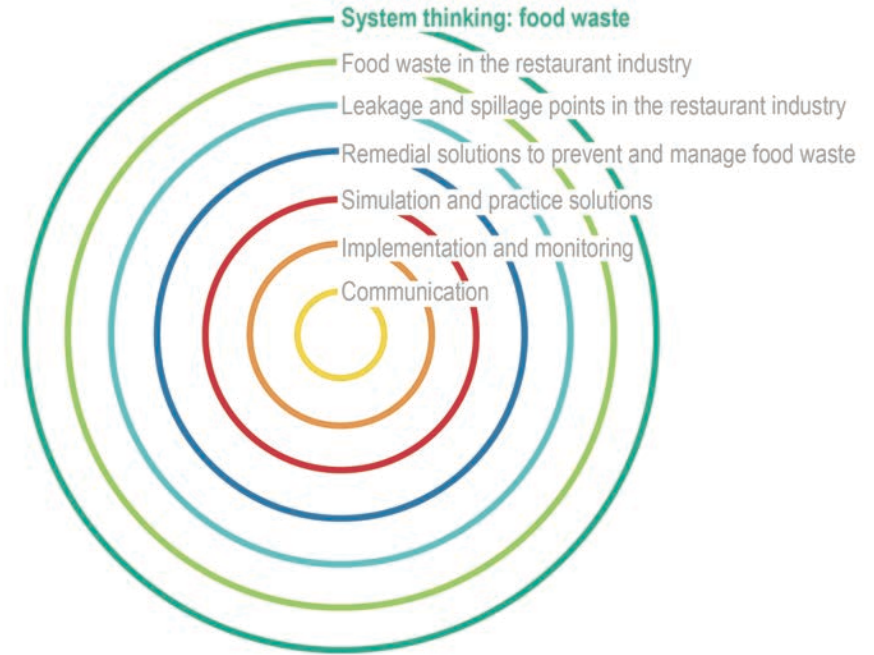 System thinking: food waste
Food waste in the restaurant industry
Leakage and spillage points in the restaurant industry
Remedial solutions to prevent and manage food waste
Simulation and practice solutions
Implementation and monitoring
Communication